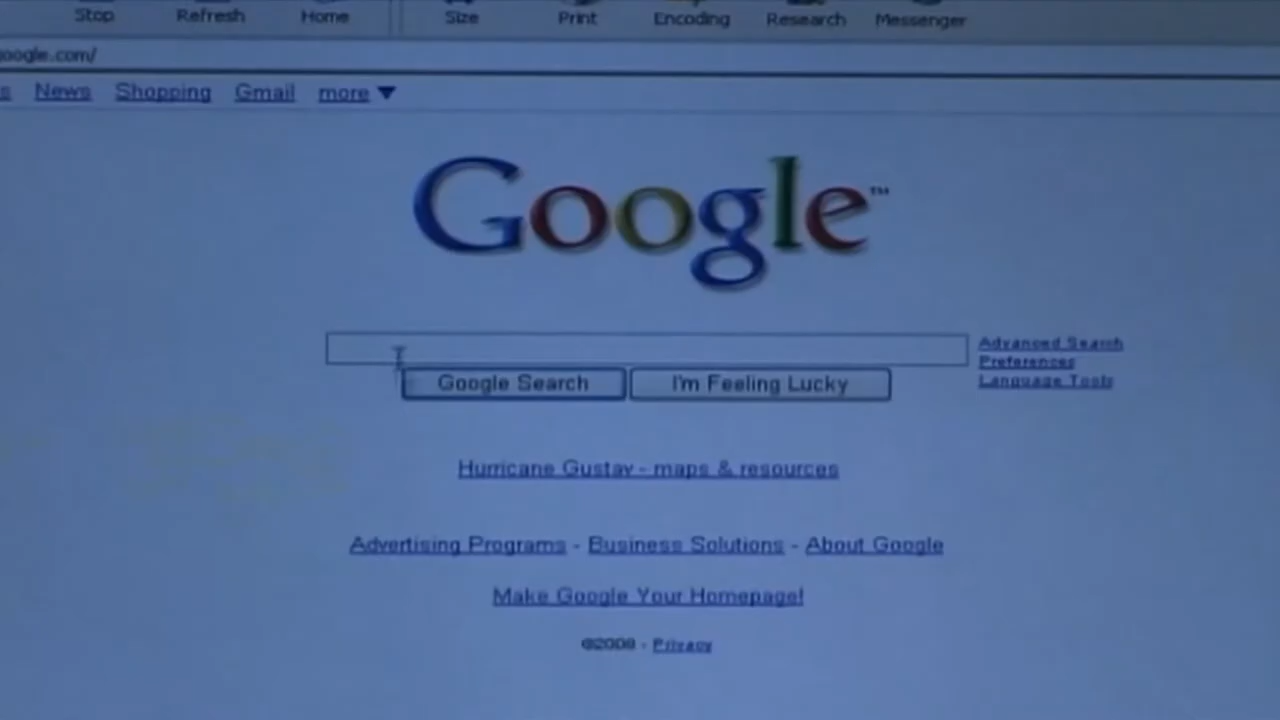 Stop Refresh Home Size Print Encoding Research Messenger
oogle.com/
s News Shopping Gmail more
Google™
Advanced Search
Preferences
Language Tools
Google Search I'm Feeling Lucky
Hurricane Gustav - maps & resources
Advertising Programs - Business Solutions - About Google
Make Google Your Homepage!
©2008 - Privacy